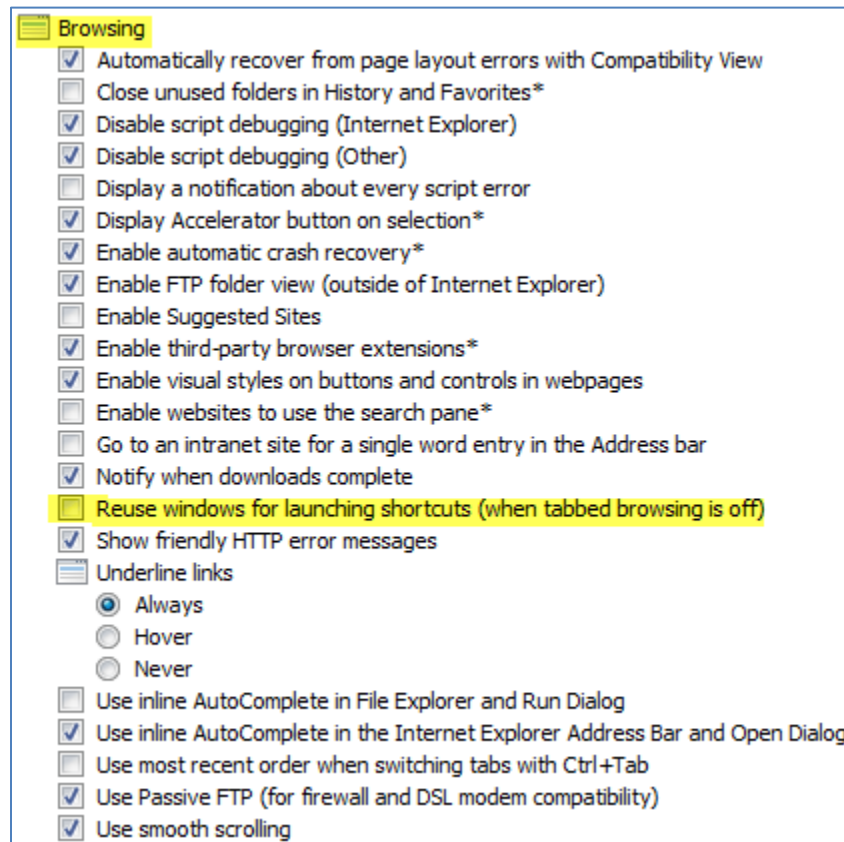 Browsing
Automatically recover from page layout errors with Compatibility View
Close unused folders in History and Favorites*
Disable script debugging (Internet Explorer)
Disable script debugging (Other)
Display a notification about every script error
Display Accelerator button on selection*
Enable automatic crash recovery*
Enable FTP folder view (outside of Internet Explorer)
Enable Suggested Sites
Enable third-party browser extensions*
Enable visual styles on buttons and controls in webpages
Enable websites to use the search pane*
Go to an intranet site for a single word entry in the Address bar
Notify when downloads complete
Reuse windows for launching shortcuts (when tabbed browsing is off)
Show friendly HTTP error messages
Underline links
Always
Hover
Never
Use inline AutoComplete in File Explorer and Run Dialog
Use inline AutoComplete in the Internet Explorer Address Bar and Open Dialog
Use most recent order when switching tabs with Ctrl+Tab
Use Passive FTP (for firewall and DSL modem compatibility)
Use smooth scrolling